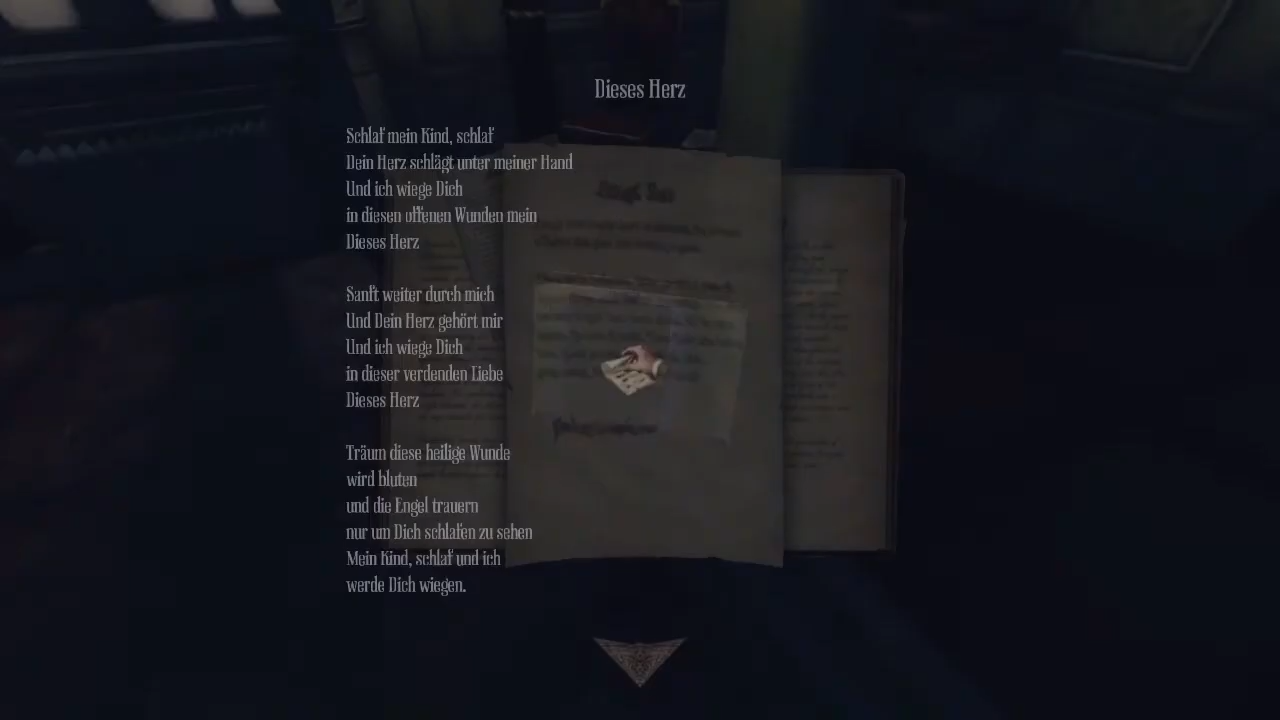 Dieses Herz
Schlaf mein Kind, schlaf
Dein Herz schlägt unter meiner Hand
Und ich wiege Dich
in diesen offenen Wunden mein
Dieses Herz
Sanft weiter durch mich
Und Dein Herz gehört mir
Und ich wiege Dich
in dieser verdenden Liebe
Dieses Herz
Träum diese heilige Wunde
wird bluten
und die Engel trauern
nur um Dich schlafen zu sehen
Mein Kind, schlaf und ich
werde Dich wiegen.